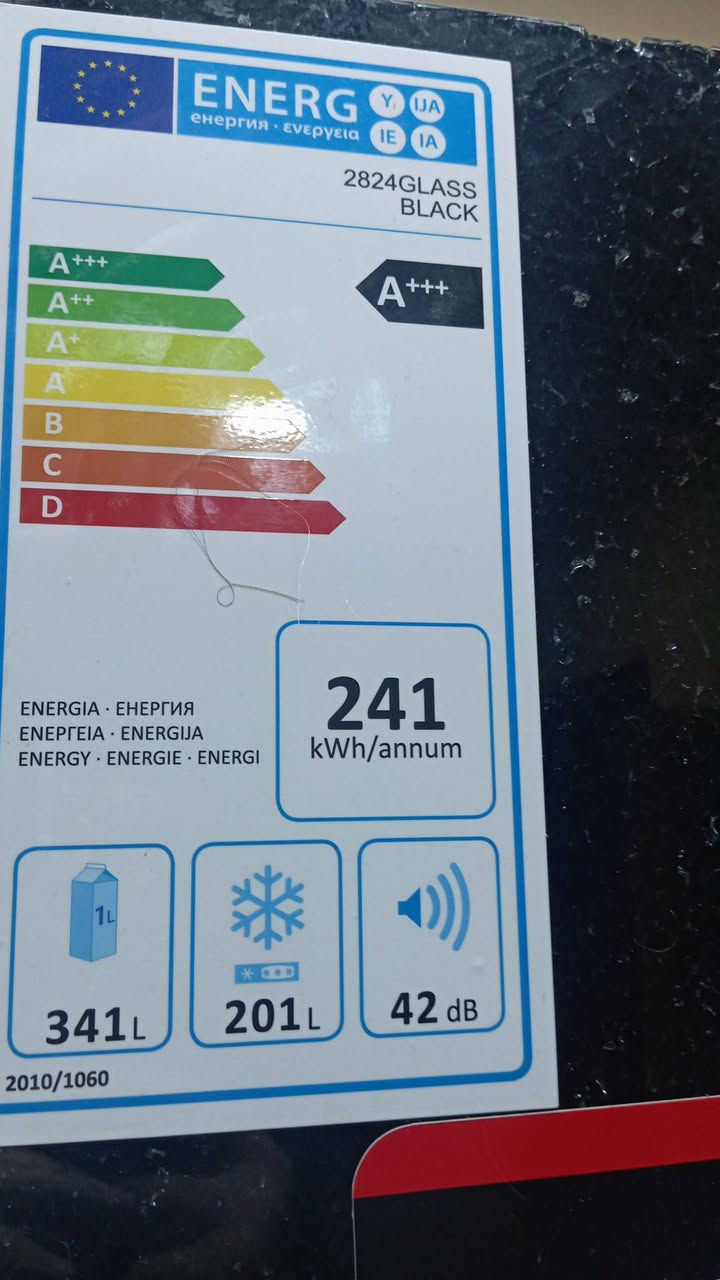 ENERG Y IJA
енергия · ενεργεια IE IA
2824GLASS
BLACK
A+++
A+++
A++
A+
A
B
C
D
241
kWh/annum
ENERGIA · ЕНЕРГИЯ
ΕΝΕΡΓΕΙΑ · ENERGIJA
ENERGY · ENERGIE · ENERGI
1L
341L
201L
42 dB
2010/1060